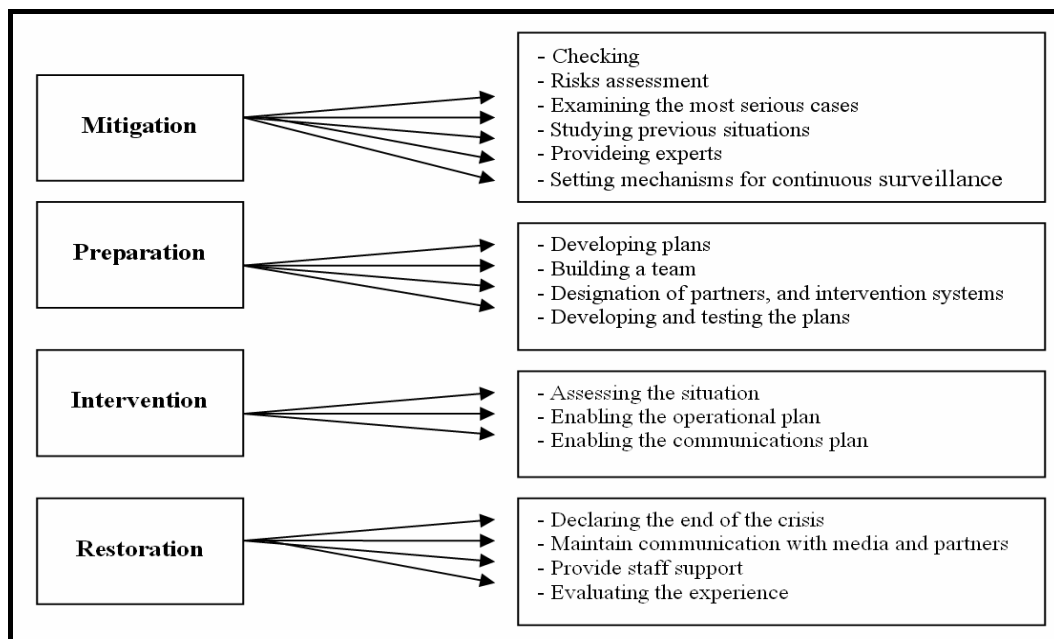 Mitigation
- Checking
- Risks assessment
- Examining the most serious cases
- Studying previous situations
- Provideing experts
- Setting mechanisms for continuous surveillance
Preparation
- Developing plans
- Building a team
- Designation of partners, and intervention systems
- Developing and testing the plans
Intervention
- Assessing the situation
- Enabling the operational plan
- Enabling the communications plan
Restoration
- Declaring the end of the crisis
- Maintain communication with media and partners
- Provide staff support
- Evaluating the experience